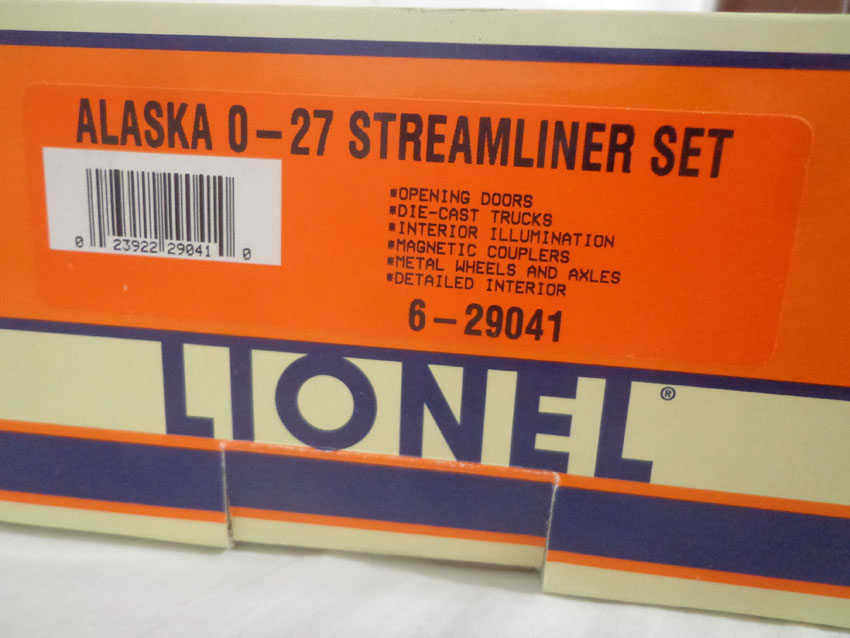 ALASKA 0-27 STREAMLINER SET
*OPENING DOORS
*DIE-CAST TRUCKS
*INTERIOR ILLUMINATION
*MAGNETIC COUPLERS
*METAL WHEELS AND AXLES
*DETAILED INTERIOR
0 23922 29041 0
6-29041
LIONEL®